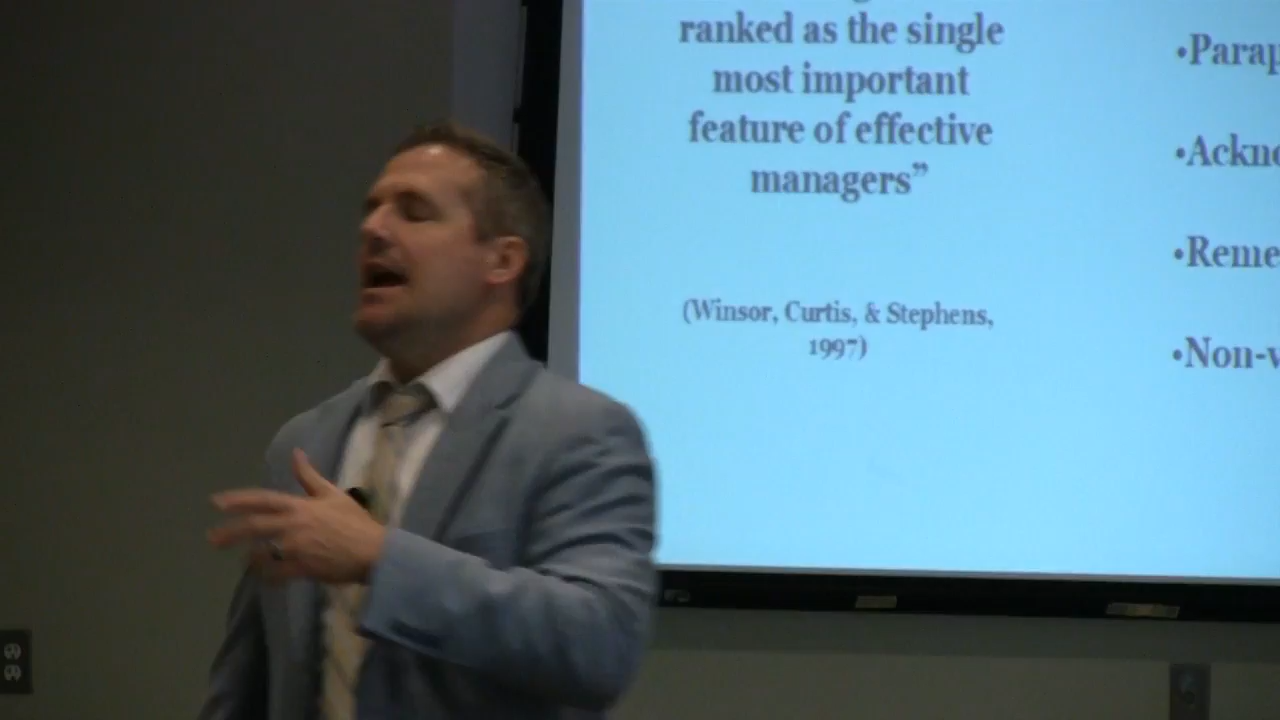 ranked as the single
most important
feature of effective
managers”
(Winsor, Curtis, & Stephens,
1997)
•Parap
•Ackno
•Reme
•Non-v